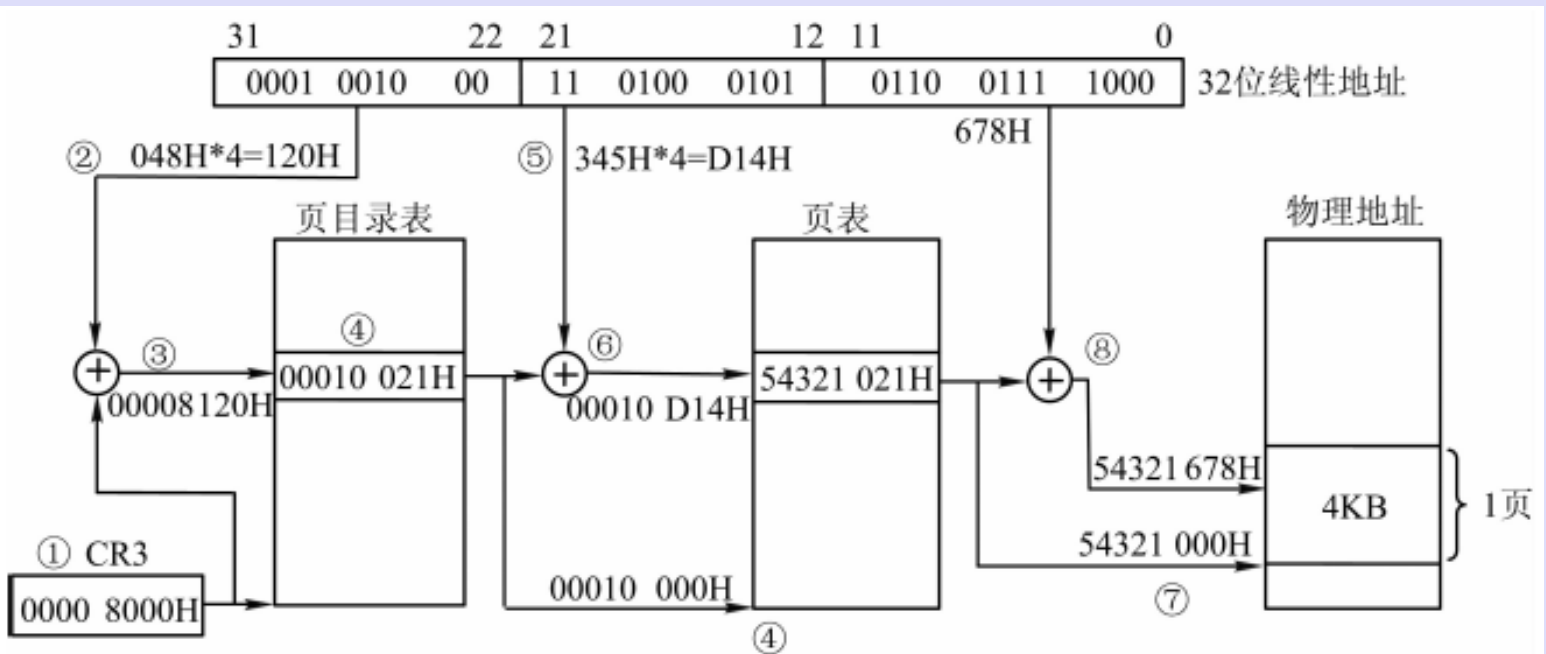 31 22 21 12 11 0
0001 0010 00 11 0100 0101 0110 0111 1000 32位线性地址
② 048H*4=120H ⑤ 345H*4=D14H 678H
页目录表 页表 物理地址
④
③ ⑥ ⑧
+ 00010 021H + 54321 021H +
00008120H 00010 D14H
54321 678H
4KB 1页
① CR3 54321 000H
0000 8000H 00010 000H ⑦
④